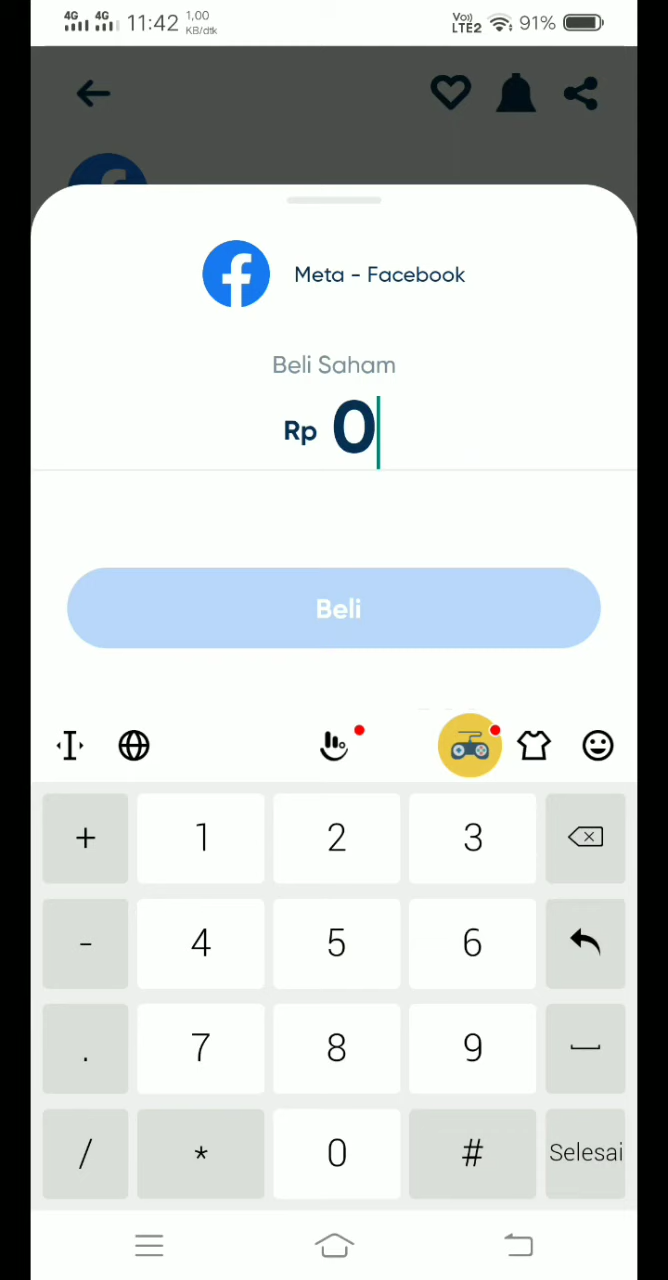 4G 4G 11:42 1,00 KB/dtk Vo)) LTE2 91%
Meta - Facebook
Beli Saham
Rp 0
Beli
+ 1 2 3
- 4 5 6
. 7 8 9
/ * 0 # Selesai